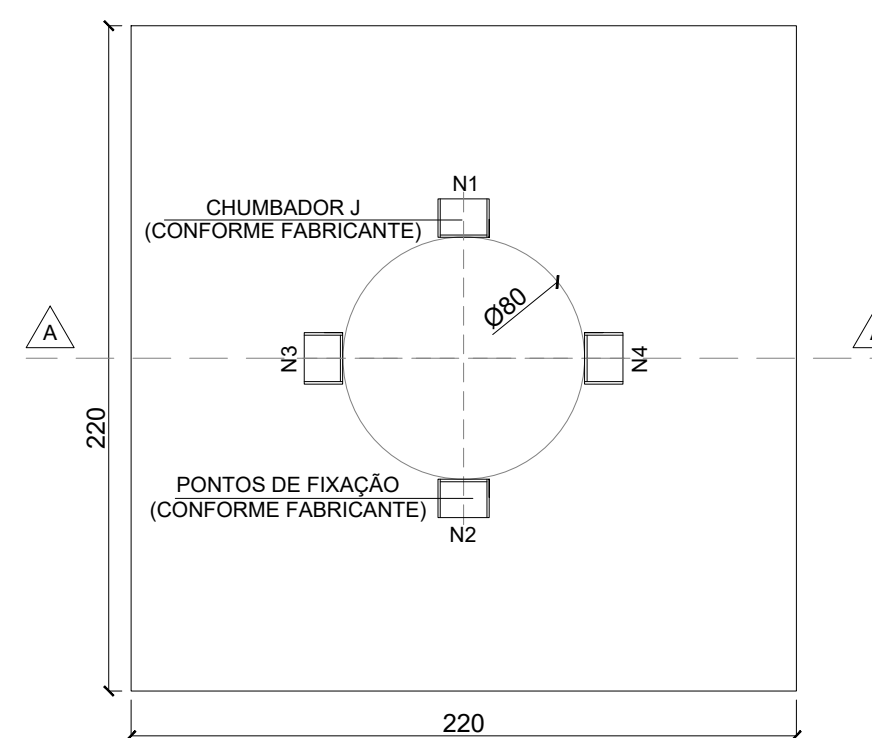 N1
CHUMBADOR J
(CONFORME FABRICANTE)
Ø80
A
N3
N4
220
PONTOS DE FIXAÇÃO
(CONFORME FABRICANTE)
N2
220